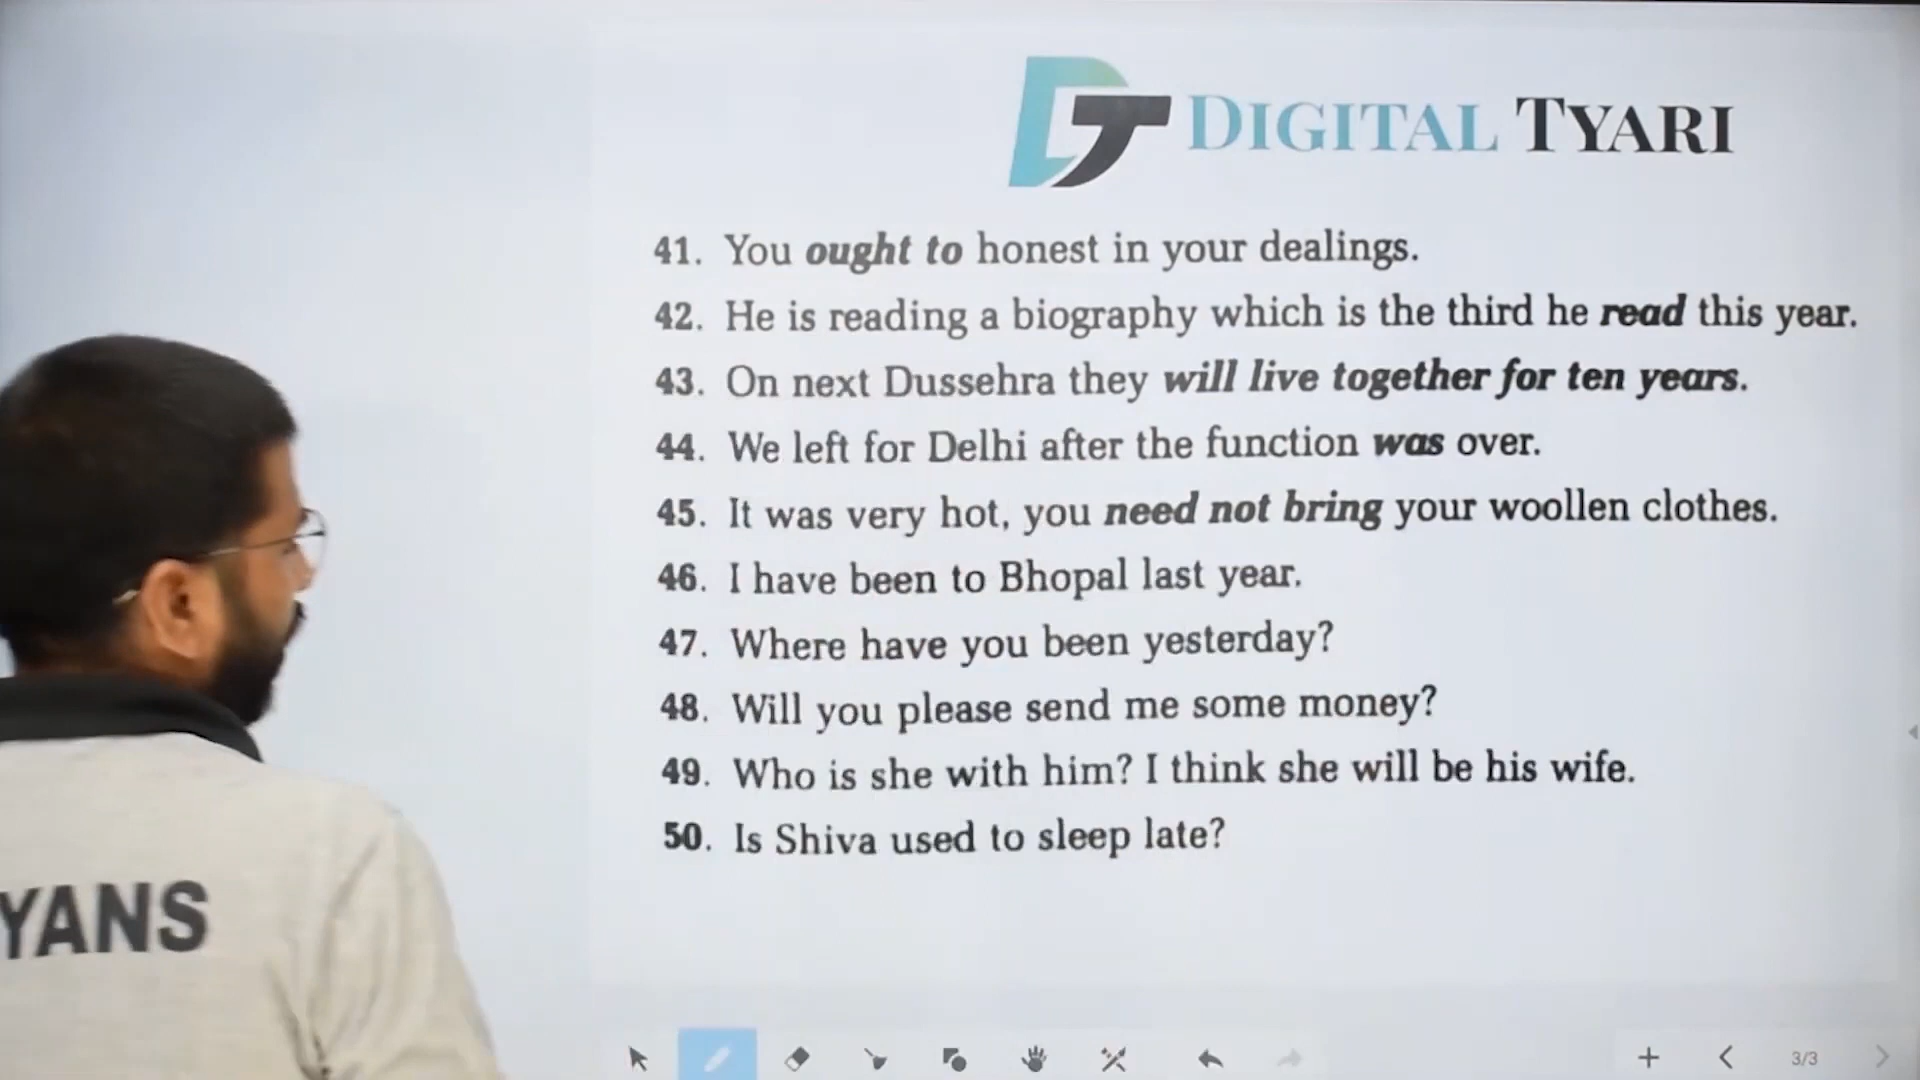 DT DIGITAL TYARI
41. You ought to honest in your dealings.
42. He is reading a biography which is the third he read this year.
43. On next Dussehra they will live together for ten years.
44. We left for Delhi after the function was over.
45. It was very hot, you need not bring your woollen clothes.
46. I have been to Bhopal last year.
47. Where have you been yesterday?
48. Will you please send me some money?
49. Who is she with him? I think she will be his wife.
50. Is Shiva used to sleep late?
YANS
3/3